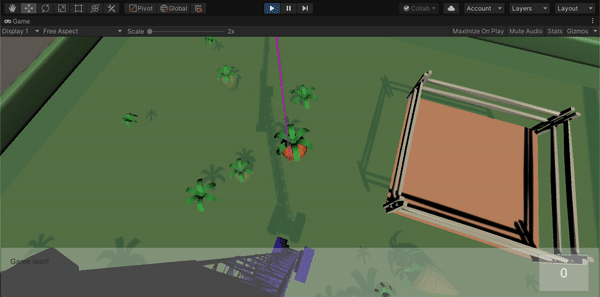 Pivot Global Collab Account Layers Layout
Game
Display 1 Free Aspect Scale 2x Maximize On Play Mute Audio Stats Gizmos
Game start!
0